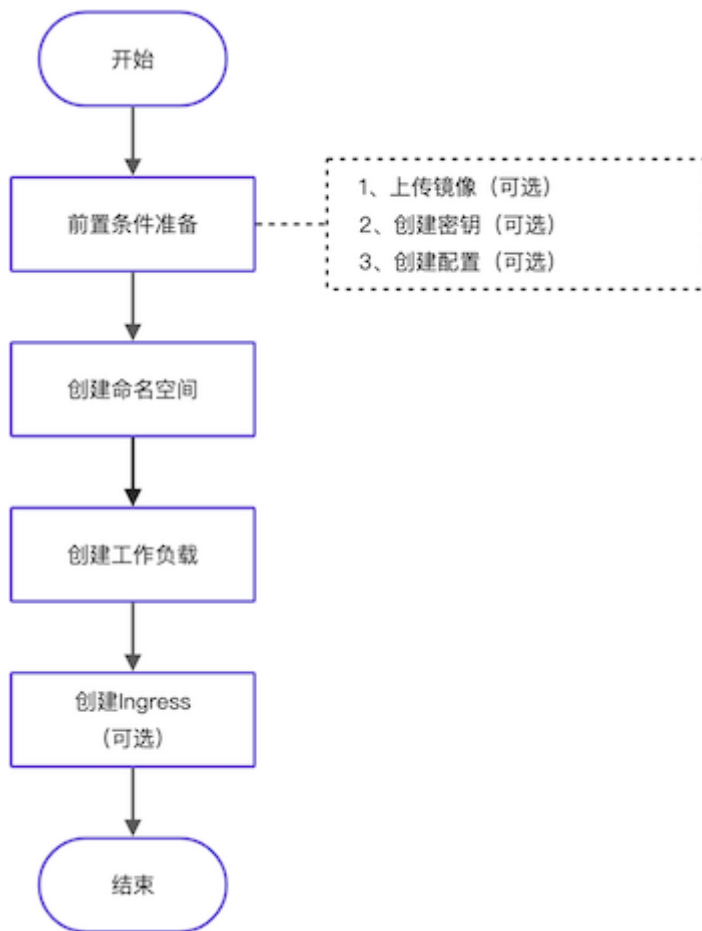 开始
前置条件准备
1、上传镜像（可选）
2、创建密钥（可选）
3、创建配置（可选）
创建命名空间
创建工作负载
创建Ingress
（可选）
结束